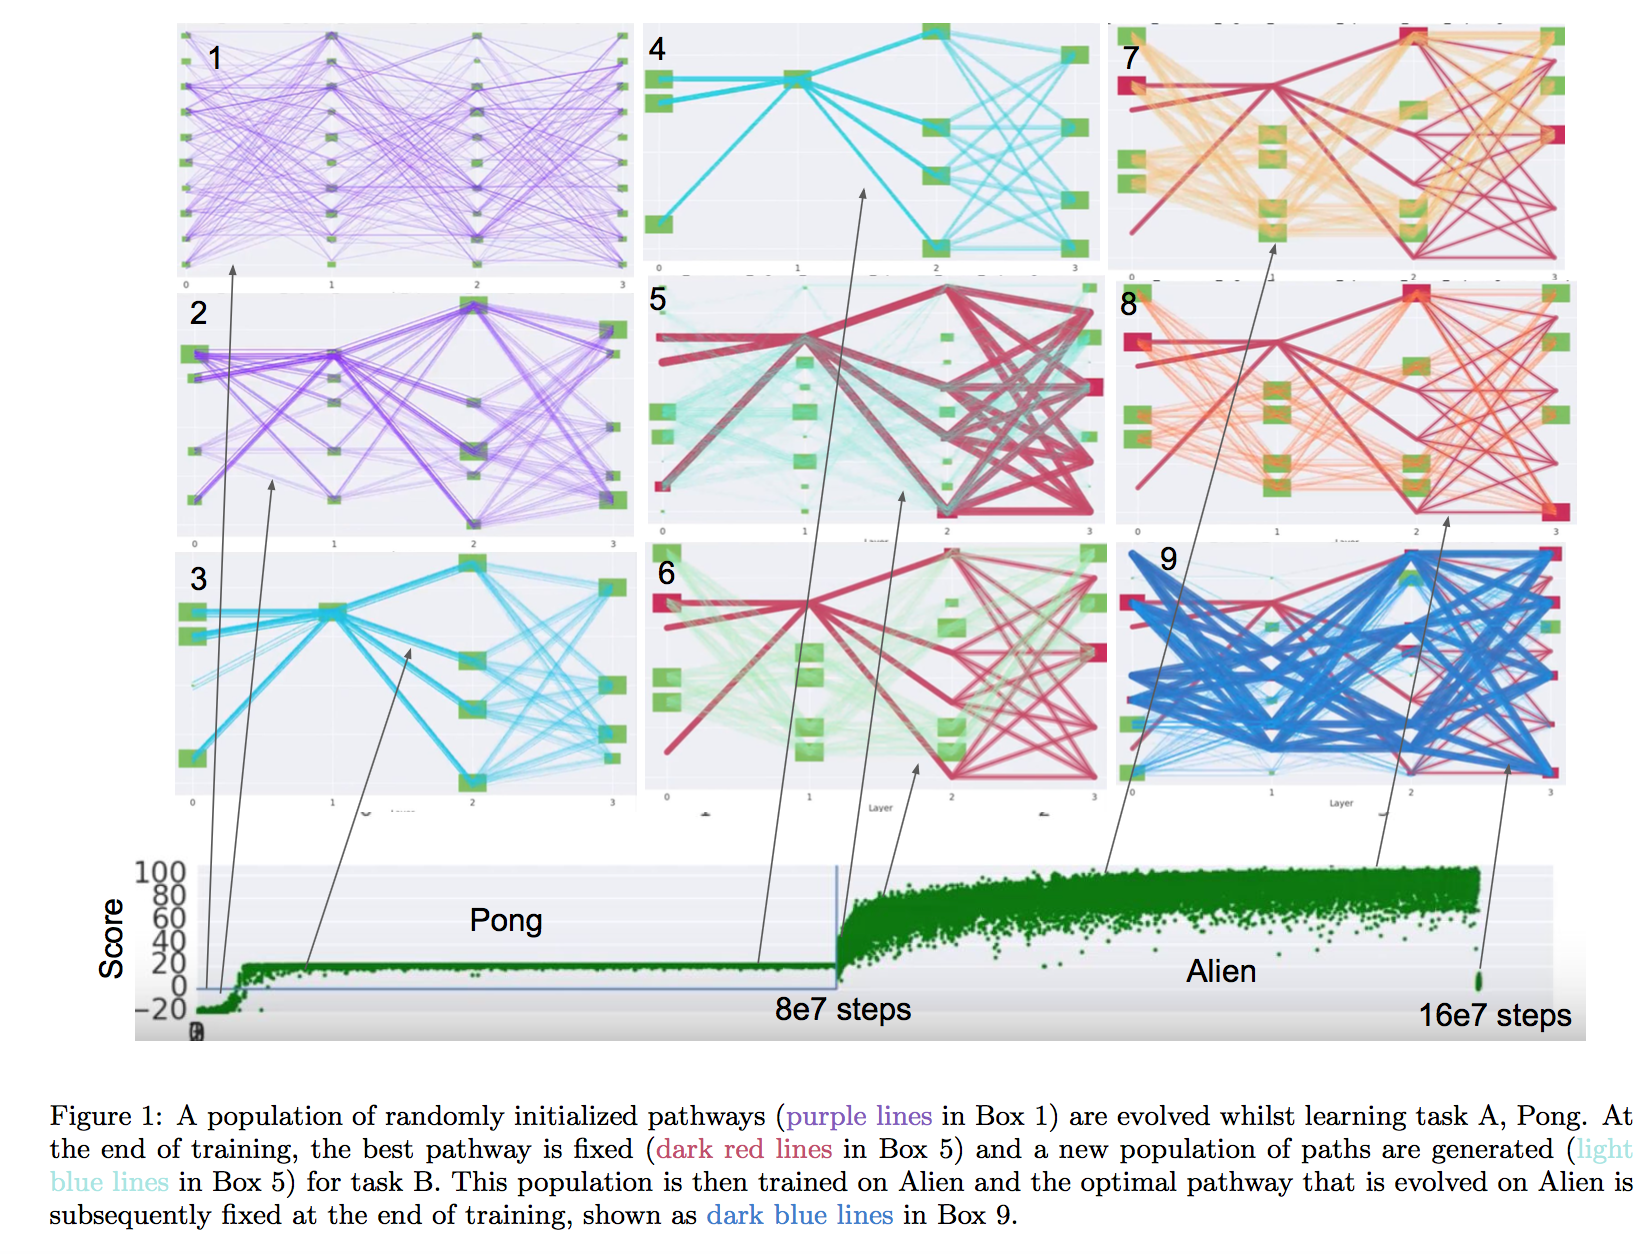 1
0 1 2 3
2
0 1 2 3
3
0 1 2 3
4
0 1 2 3
5
0 1 2 3
6
0 1 2 3
Layer
7
0 1 2 3
8
0 1 2 3
9
0 1 2 3
Layer
Score
100
80
60
40
20
0
−20
Pong
8e7 steps
Alien
16e7 steps
Figure 1: A population of randomly initialized pathways (purple lines in Box 1) are evolved whilst learning task A, Pong. At
the end of training, the best pathway is fixed (dark red lines in Box 5) and a new population of paths are generated (light
blue lines in Box 5) for task B. This population is then trained on Alien and the optimal pathway that is evolved on Alien is
subsequently fixed at the end of training, shown as dark blue lines in Box 9.